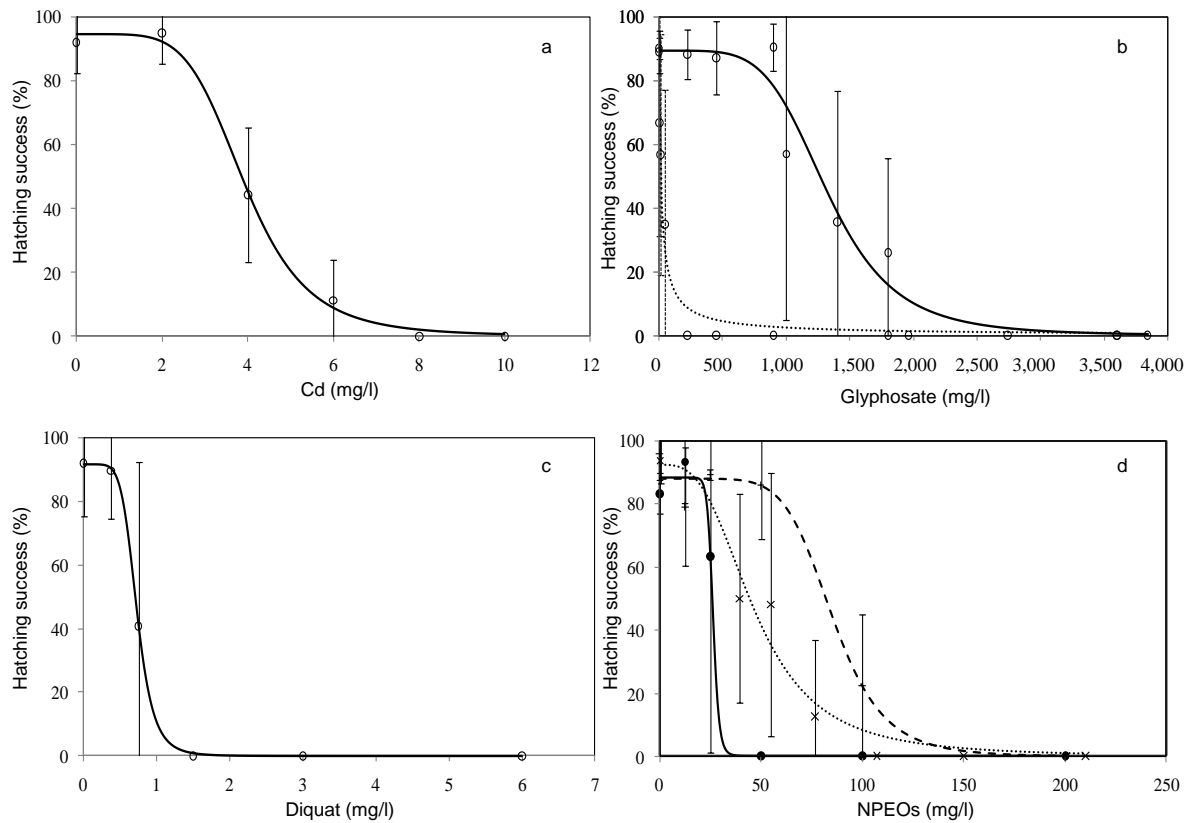 100
80
60
40
20
0
Hatching success (%)
a
0 2 4 6 8 10 12
Cd (mg/l)
100
80
60
40
20
0
Hatching success (%)
b
0 500 1,000 1,500 2,000 2,500 3,000 3,500 4,000
Glyphosate (mg/l)
100
80
60
40
20
0
Hatching success (%)
c
0 1 2 3 4 5 6 7
Diquat (mg/l)
100
80
60
40
20
0
Hatching success (%)
d
0 50 100 150 200 250
NPEOs (mg/l)